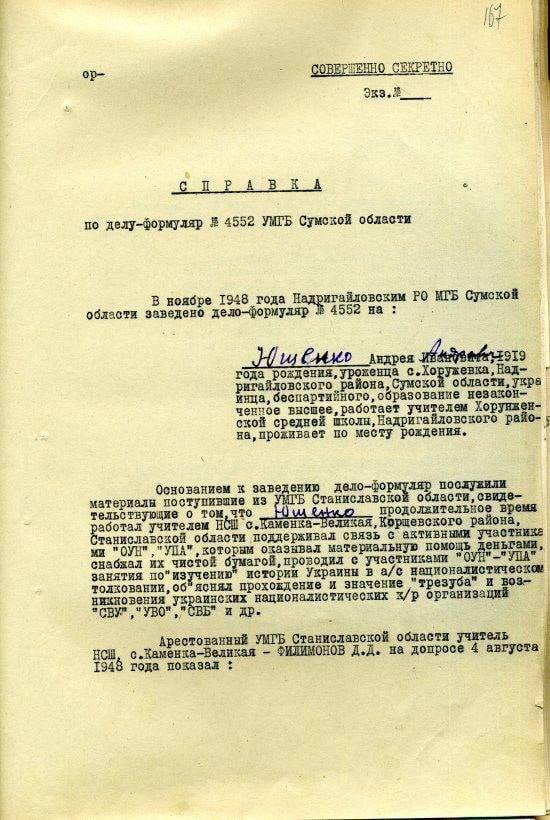 167
ор-
СОВЕРШЕННО СЕКРЕТНО
Экз.№
СПРАВКА
по делу-формуляр № 4552 УМГБ Сумской области
В ноябре 1948 года Надригайловским РО МГБ Сумской
области заведено дело-формуляр № 4552 на :
Ющенко Андрея Ивановича, 1919
года рождения,уроженца с.Хоружевка,Над-
ригайловского района,Сумской области,укра
инца,беспартийного,образование незакон-
ченное высшее,работает учителем Хорунжен-
ской средней школы,Надригайловского райо-
на,проживает по месту рождения.
Основанием к заведению дело-формуляр послужили
материалы поступившие из УМГБ Станиславской области,свиде-
тельствующие о том,что Ющенко продолжительное время
работал учителем НСШ с.Каменка-Великая,Коршевского района,
Станиславской области поддерживал связь с активными участника
ми "ОУН","УПА",которым оказывал материальную помощь деньгами,
снабжал их чистой бумагой,проводил с участниками "ОУН"-"УПА"
занятия по"изучению" истории Украины в а/с националистическом
толковании,об"яснял прохождение и значение "трезуба" и воз-
никновения украинских националистических к/р организаций
"СВУ","УВО","СВБ" и др.
Арестованный УМГБ Станиславской области учитель
НСШ, с.Каменка-Великая - ФИЛИМОНОВ Д.Д. на допросе 4 августа
1948 года показал :